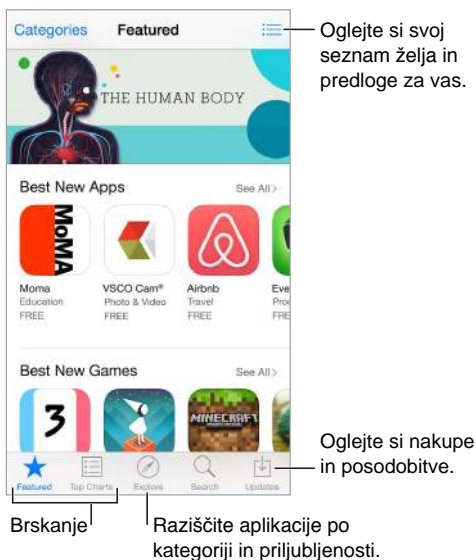 Categories
Featured
Oglejte si svoj
seznam želja in
predloge za vas.
THE HUMAN BODY
Best New Apps
See All >
MoMA
Moma
Education
FREE
VSCO Cam®
Photo & Video
FREE
Airbnb
Travel
FREE
Eve
Proc
FRE
Best New Games
See All >
3
MINECRAFT
Featured
Top Charts
Explore
Search
Updates
Oglejte si nakupe
in posodobitve.
Brskanje
Raziščite aplikacije po
kategoriji in priljubljenosti.